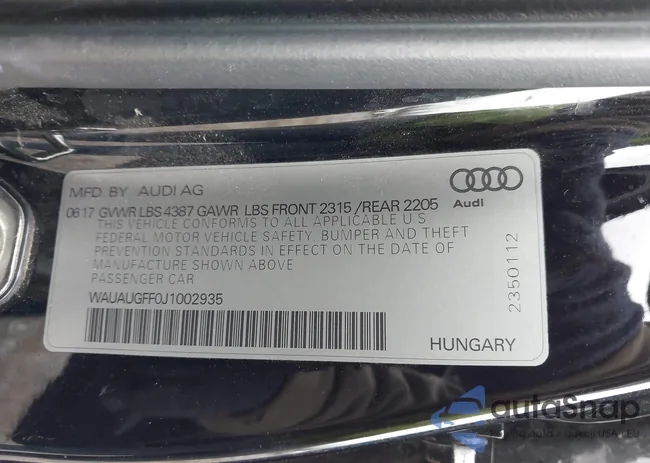 MFD. BY AUDI AG
Audi
0617 GVWR LBS 4387 GAWR LBS FRONT 2315 /REAR 2205
THIS VEHICLE CONFORMS TO ALL APPLICABLE U.S
FEDERAL MOTOR VEHICLE SAFETY, BUMPER AND THEFT
PREVENTION STANDARDS IN EFFECT ON THE DATE OF
MANUFACTURE SHOWN ABOVE
PASSENGER CAR
WAUAUGFF0J1002935
HUNGARY
2350112
autoSnap